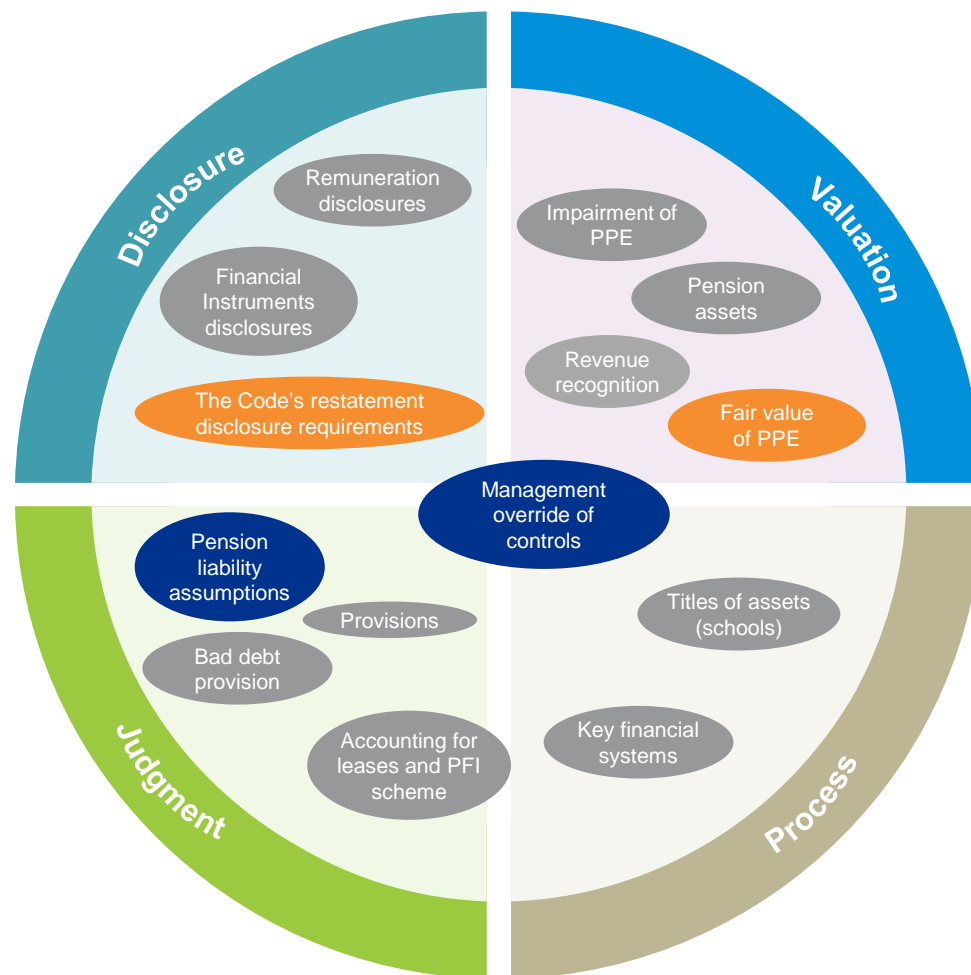 Disclosure
Remuneration
disclosures
Financial
Instruments
disclosures
The Code's restatement
disclosure requirements
Valuation
Impairment of
PPE
Pension
assets
Revenue
recognition
Fair value
of PPE
Management
override of
controls
Judgment
Pension
liability
assumptions
Provisions
Bad debt
provision
Accounting for
leases and PFI
scheme
Process
Titles of assets
(schools)
Key financial
systems